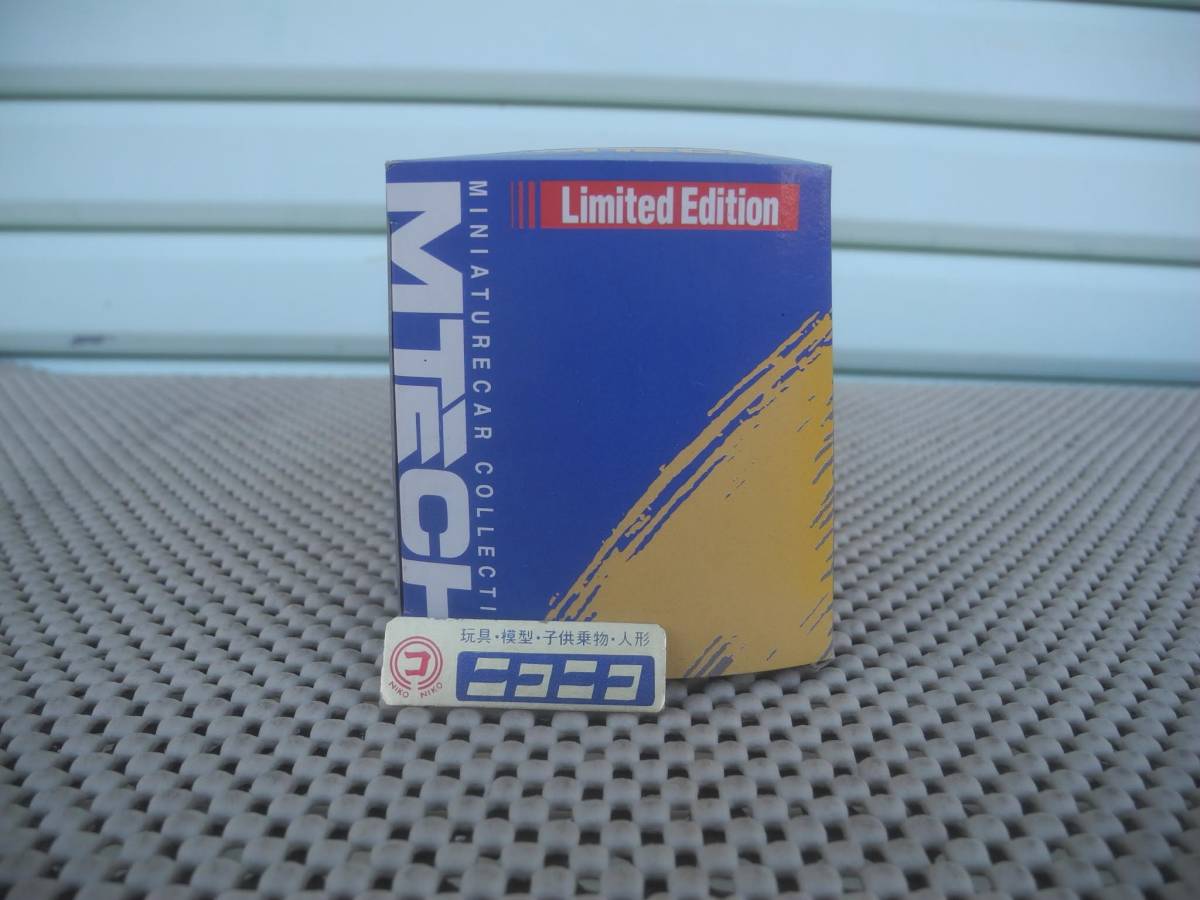 Limited Edition
MTECH
MINIATURECAR COLLECTI
玩具・模型・子供乗物・人形
コ
NIKO NIKO
ニコニコ